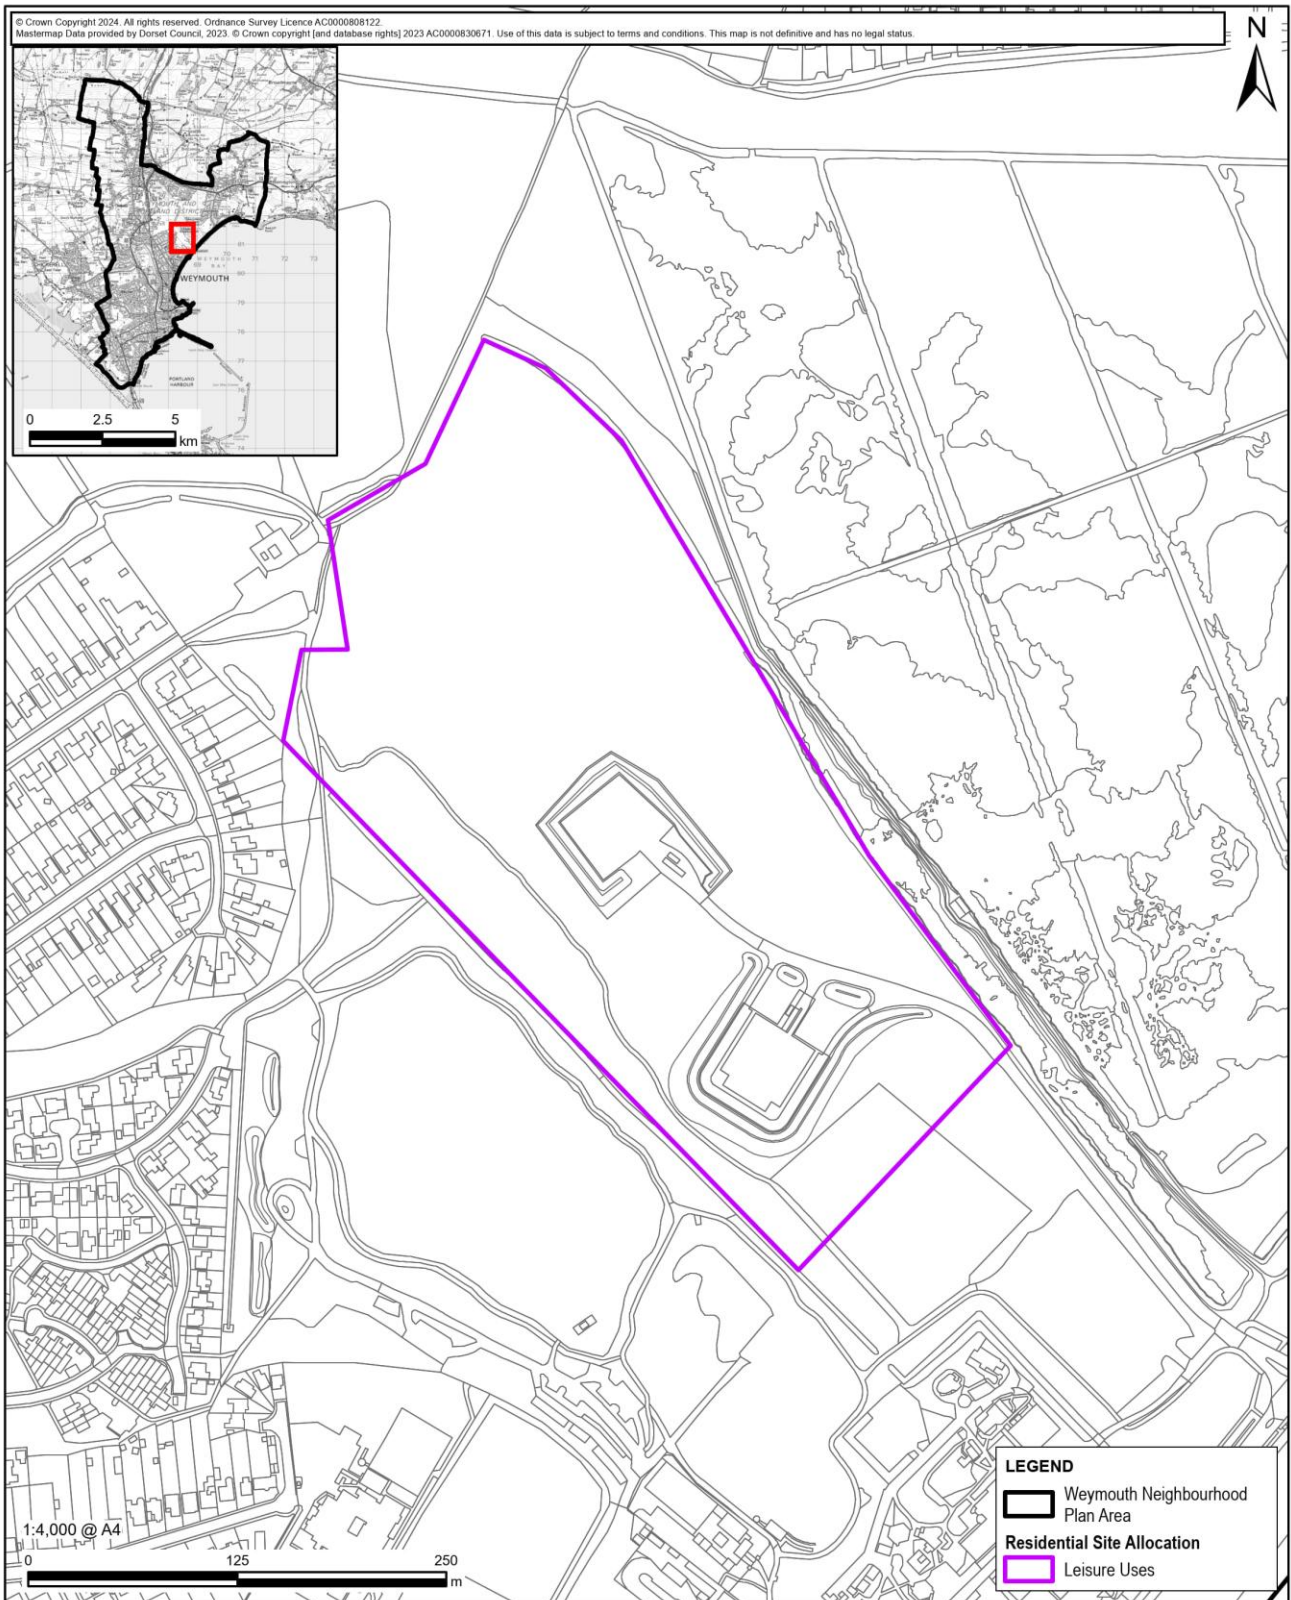 © Crown Copyright 2024. All rights reserved. Ordnance Survey Licence AC0000808122.
Mastermap Data provided by Dorset Council, 2023. © Crown copyright [and database rights] 2023 AC0000830671. Use of this data is subject to terms and conditions. This map is not definitive and has no legal status.
N
WEYMOUTH
PORTLAND
HARBOUR
0 2.5 5
km
1:4,000 @ A4
0 125 250
m
LEGEND
Weymouth Neighbourhood
Plan Area
Residential Site Allocation
Leisure Uses